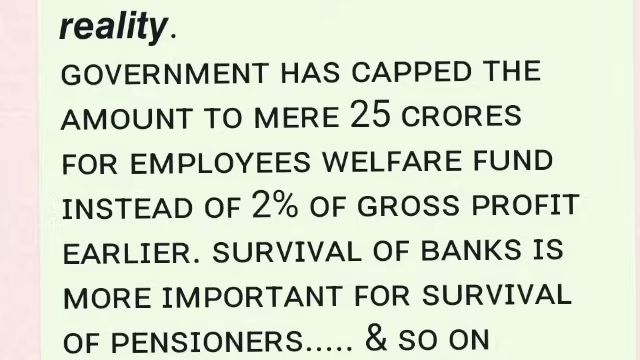 reality.
GOVERNMENT HAS CAPPED THE
AMOUNT TO MERE 25 CRORES
FOR EMPLOYEES WELFARE FUND
INSTEAD OF 2% OF GROSS PROFIT
EARLIER. SURVIVAL OF BANKS IS
MORE IMPORTANT FOR SURVIVAL
OF PENSIONERS..... & SO ON